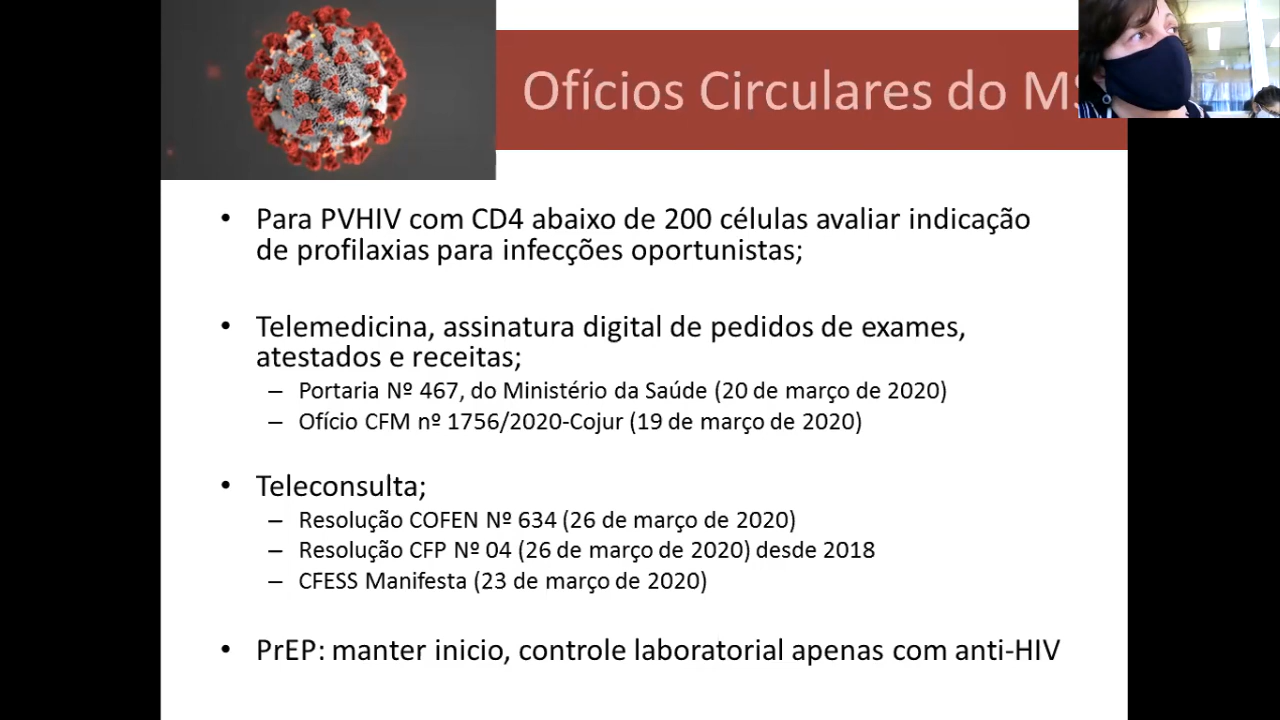 Ofícios Circulares do MS
• Para PVHIV com CD4 abaixo de 200 células avaliar indicação
de profilaxias para infecções oportunistas;
• Telemedicina, assinatura digital de pedidos de exames,
atestados e receitas;
– Portaria Nº 467, do Ministério da Saúde (20 de março de 2020)
– Ofício CFM nº 1756/2020-Cojur (19 de março de 2020)
• Teleconsulta;
– Resolução COFEN Nº 634 (26 de março de 2020)
– Resolução CFP Nº 04 (26 de março de 2020) desde 2018
– CFESS Manifesta (23 de março de 2020)
• PrEP: manter inicio, controle laboratorial apenas com anti-HIV